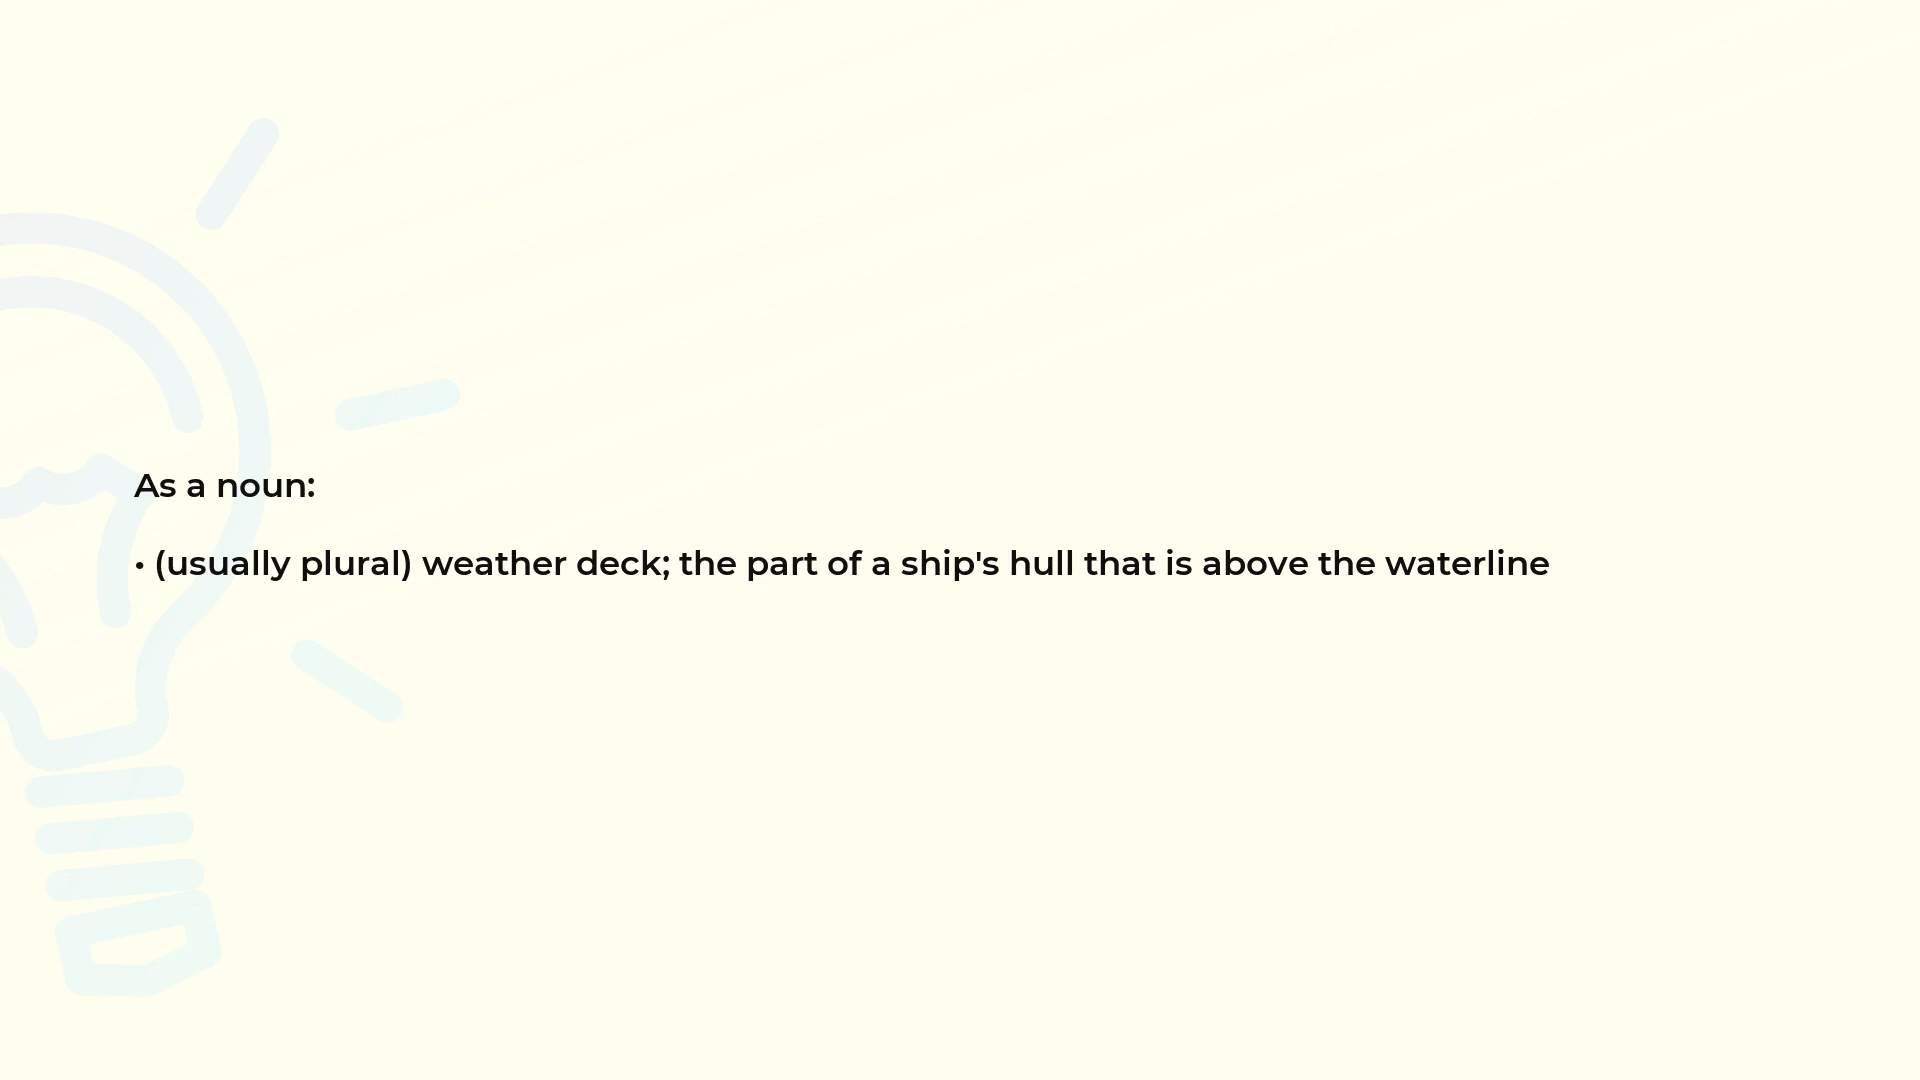 As a noun:
• (usually plural) weather deck; the part of a ship's hull that is above the waterline